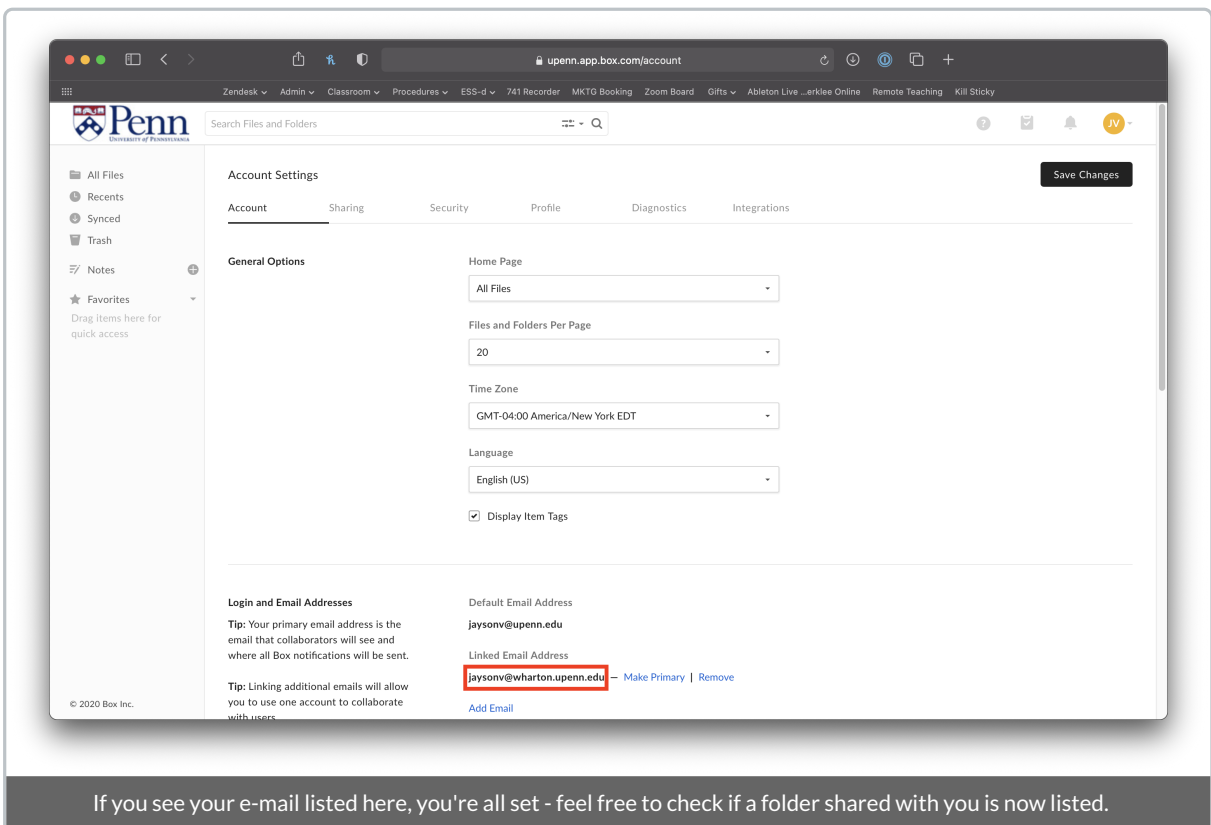 upenn.app.box.com/account
Zendesk Admin Classroom Procedures ESS-d 741 Recorder MKTG Booking Zoom Board Gifts Ableton Live ...erklee Online Remote Teaching Kill Sticky
Penn
UNIVERSITY of PENNSYLVANIA
Search Files and Folders
JV
All Files
Recents
Synced
Trash
Notes
Favorites
Drag items here for
quick access
© 2020 Box Inc.
Account Settings
Save Changes
Account Sharing Security Profile Diagnostics Integrations
General Options
Home Page
All Files
Files and Folders Per Page
20
Time Zone
GMT-04:00 America/New York EDT
Language
English (US)
Display Item Tags
Login and Email Addresses
Tip: Your primary email address is the
email that collaborators will see and
where all Box notifications will be sent.
Tip: Linking additional emails will allow
you to use one account to collaborate
with users
Default Email Address
jaysonv@upenn.edu
Linked Email Address
jaysonv@wharton.upenn.edu – Make Primary | Remove
Add Email
If you see your e-mail listed here, you're all set - feel free to check if a folder shared with you is now listed.